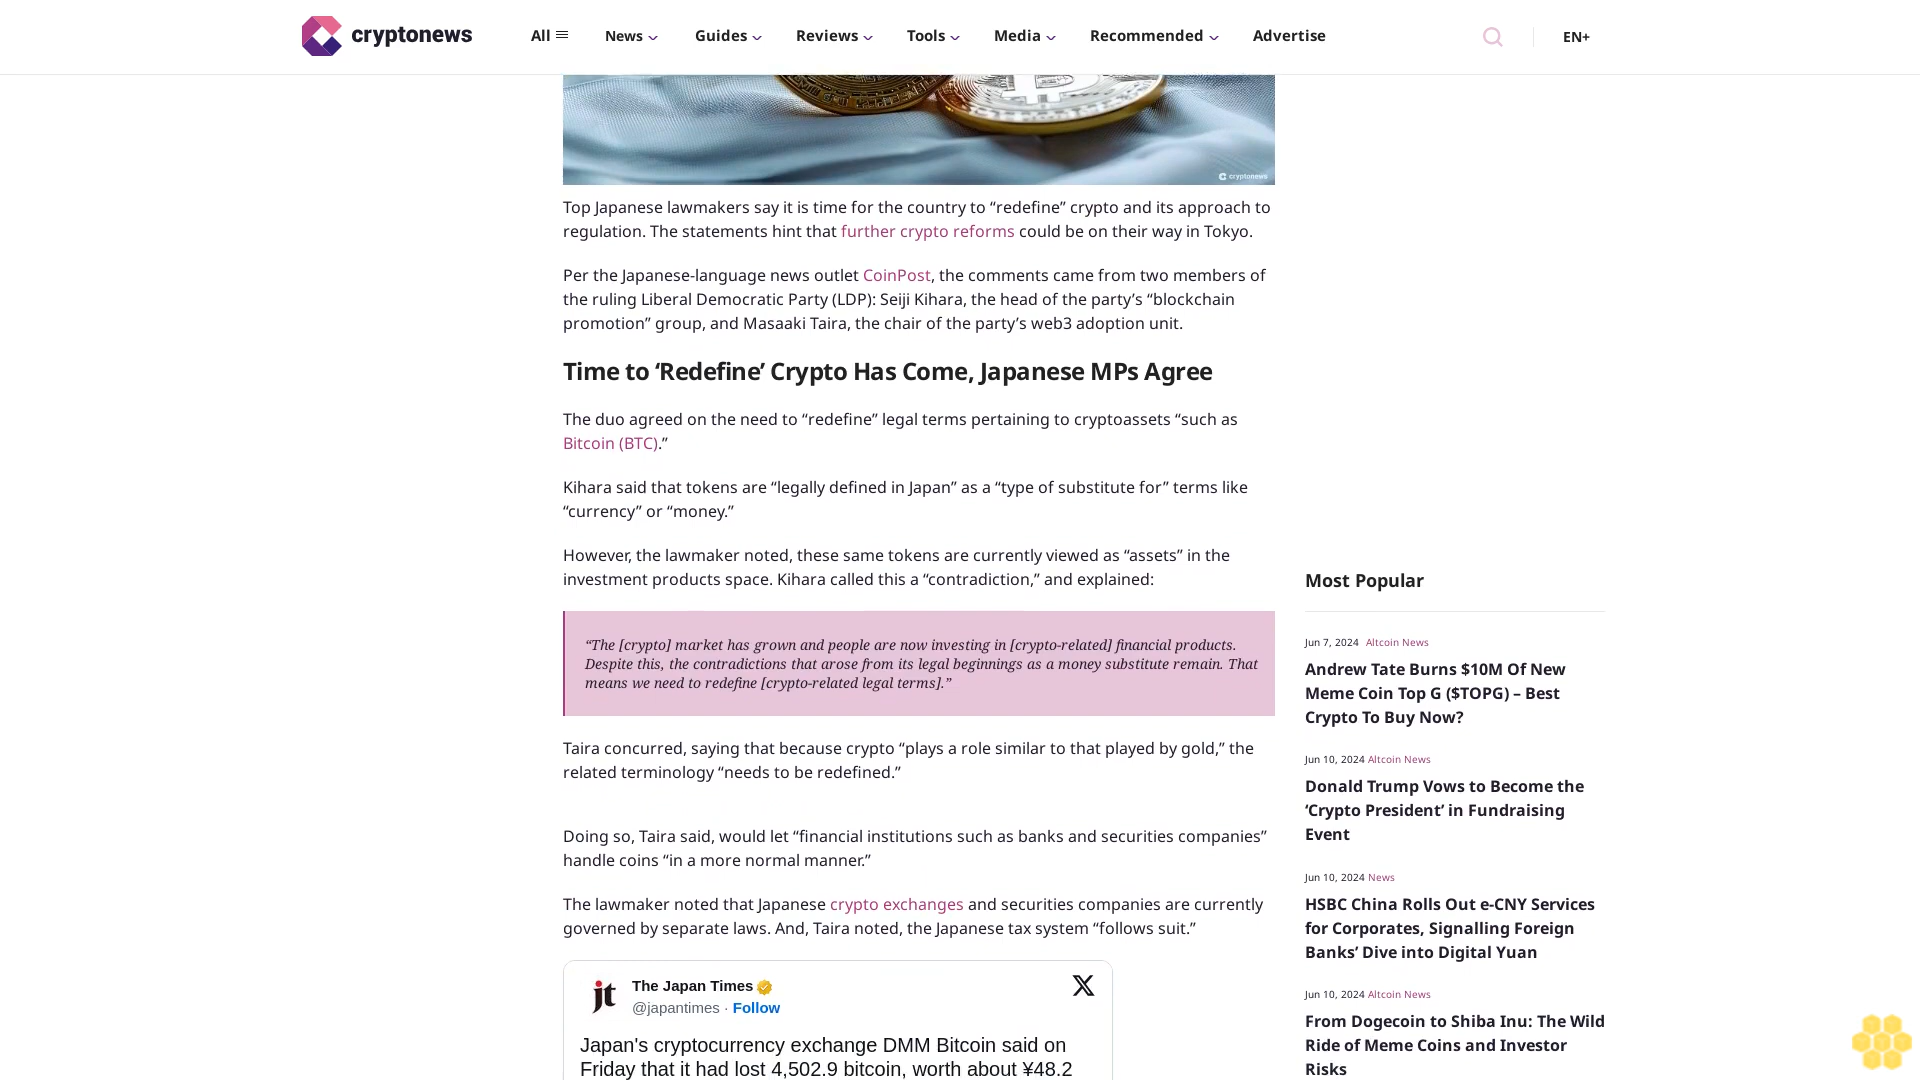 cryptonews
All
News
Guides
Reviews
Tools
Media
Recommended
Advertise
EN+
cryptonews
Top Japanese lawmakers say it is time for the country to “redefine” crypto and its approach to
regulation. The statements hint that further crypto reforms could be on their way in Tokyo.
Per the Japanese-language news outlet CoinPost, the comments came from two members of
the ruling Liberal Democratic Party (LDP): Seiji Kihara, the head of the party’s “blockchain
promotion” group, and Masaaki Taira, the chair of the party’s web3 adoption unit.
Time to ‘Redefine’ Crypto Has Come, Japanese MPs Agree
The duo agreed on the need to “redefine” legal terms pertaining to cryptoassets “such as
Bitcoin (BTC).”
Kihara said that tokens are “legally defined in Japan” as a “type of substitute for” terms like
“currency” or “money.”
However, the lawmaker noted, these same tokens are currently viewed as “assets” in the
investment products space. Kihara called this a “contradiction,” and explained:
“The [crypto] market has grown and people are now investing in [crypto-related] financial products.
Despite this, the contradictions that arose from its legal beginnings as a money substitute remain. That
means we need to redefine [crypto-related legal terms].”
Taira concurred, saying that because crypto “plays a role similar to that played by gold,” the
related terminology “needs to be redefined.”
Doing so, Taira said, would let “financial institutions such as banks and securities companies”
handle coins “in a more normal manner.”
The lawmaker noted that Japanese crypto exchanges and securities companies are currently
governed by separate laws. And, Taira noted, the Japanese tax system “follows suit.”
jt
The Japan Times
@japantimes · Follow
X
Japan's cryptocurrency exchange DMM Bitcoin said on
Friday that it had lost 4,502.9 bitcoin, worth about ¥48.2
Most Popular
Jun 7, 2024 Altcoin News
Andrew Tate Burns $10M Of New
Meme Coin Top G ($TOPG) – Best
Crypto To Buy Now?
Jun 10, 2024 Altcoin News
Donald Trump Vows to Become the
‘Crypto President’ in Fundraising
Event
Jun 10, 2024 News
HSBC China Rolls Out e-CNY Services
for Corporates, Signalling Foreign
Banks’ Dive into Digital Yuan
Jun 10, 2024 Altcoin News
From Dogecoin to Shiba Inu: The Wild
Ride of Meme Coins and Investor
Risks